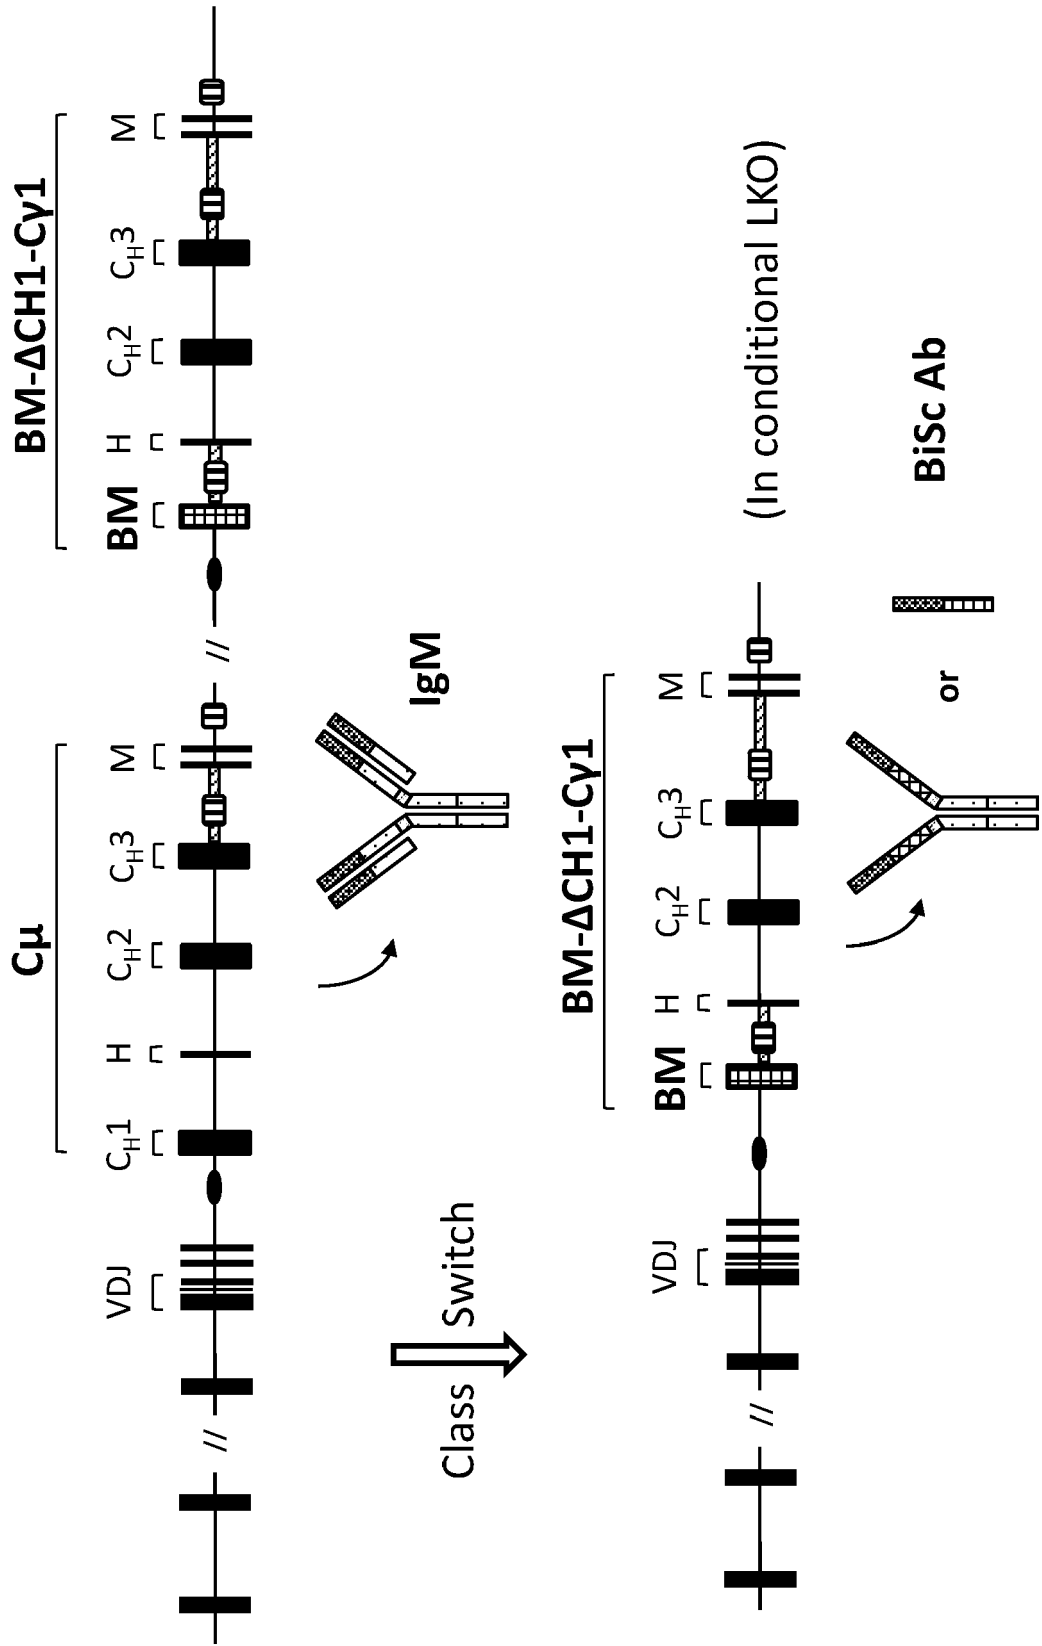 Cμ
BM-ΔCH1-Cγ1
VDJ
CH1
H
CH2
CH3
M
BM
H
CH2
CH3
M
//
//
IgM
Class Switch
BM-ΔCH1-Cγ1
VDJ
BM
H
CH2
CH3
M
(In conditional LKO)
//
or
BiSc Ab